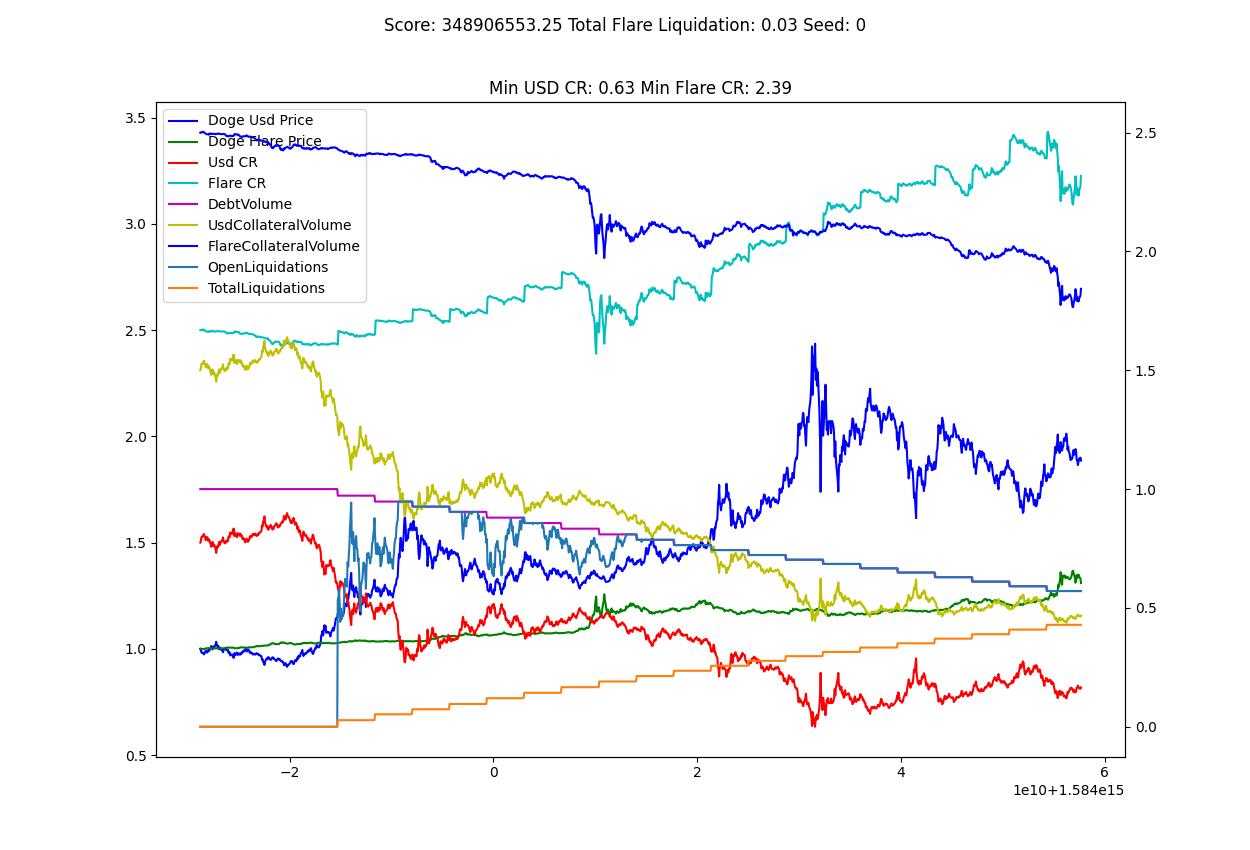 Score: 348906553.25 Total Flare Liquidation: 0.03 Seed: 0
Min USD CR: 0.63 Min Flare CR: 2.39
Doge Usd Price
Doge Flare Price
Usd CR
Flare CR
DebtVolume
UsdCollateralVolume
FlareCollateralVolume
OpenLiquidations
TotalLiquidations
3.5
3.0
2.5
2.0
1.5
1.0
0.5
2.5
2.0
1.5
1.0
0.5
0.0
−2
0
2
4
6
1e10+1.584e15